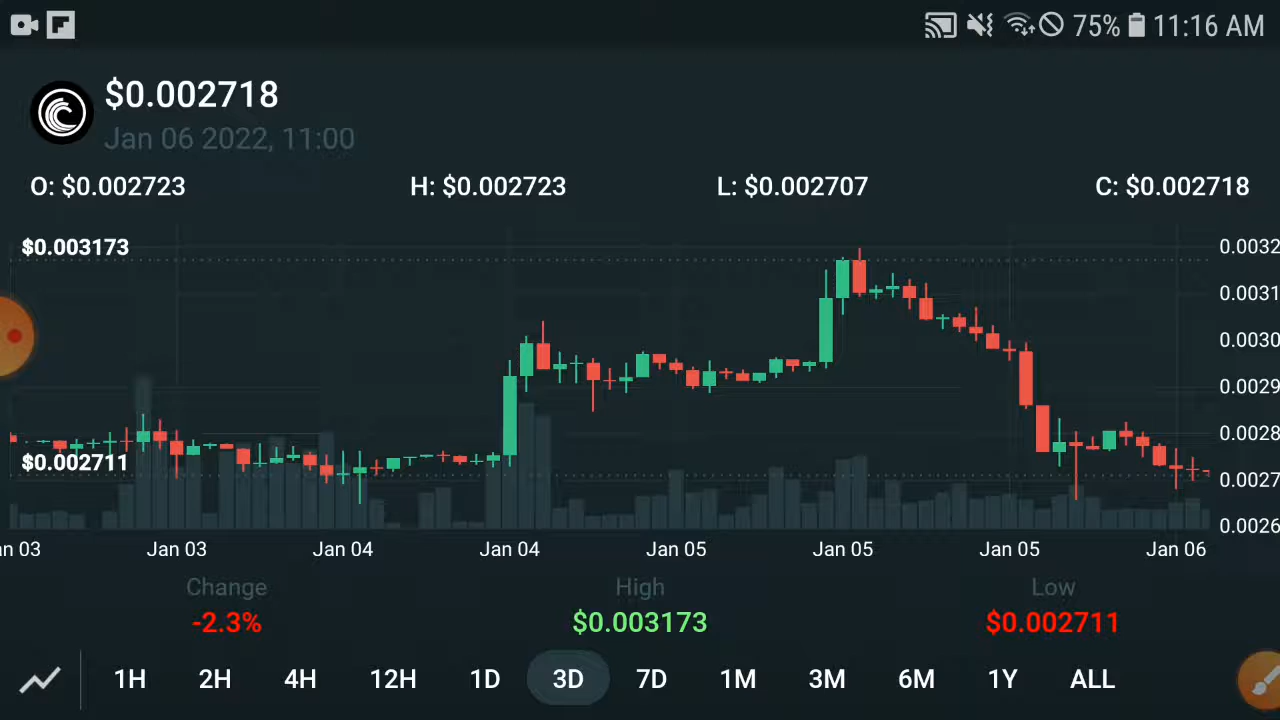 75% 11:16 AM
$0.002718
Jan 06 2022, 11:00
O: $0.002723 H: $0.002723 L: $0.002707 C: $0.002718
$0.003173
0.0032
0.0031
0.0030
0.0029
0.0028
$0.002711
0.0027
0.0026
an 03 Jan 03 Jan 04 Jan 04 Jan 05 Jan 05 Jan 05 Jan 06
Change High Low
-2.3% $0.003173 $0.002711
1H 2H 4H 12H 1D 3D 7D 1M 3M 6M 1Y ALL